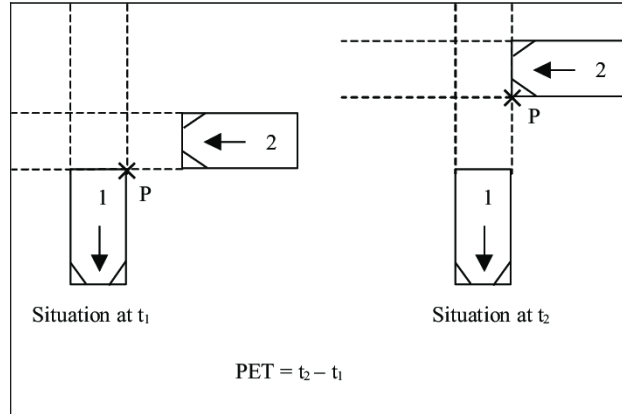 2
P
1
Situation at t₁
2
P
1
Situation at t₂
PET = t₂ – t₁